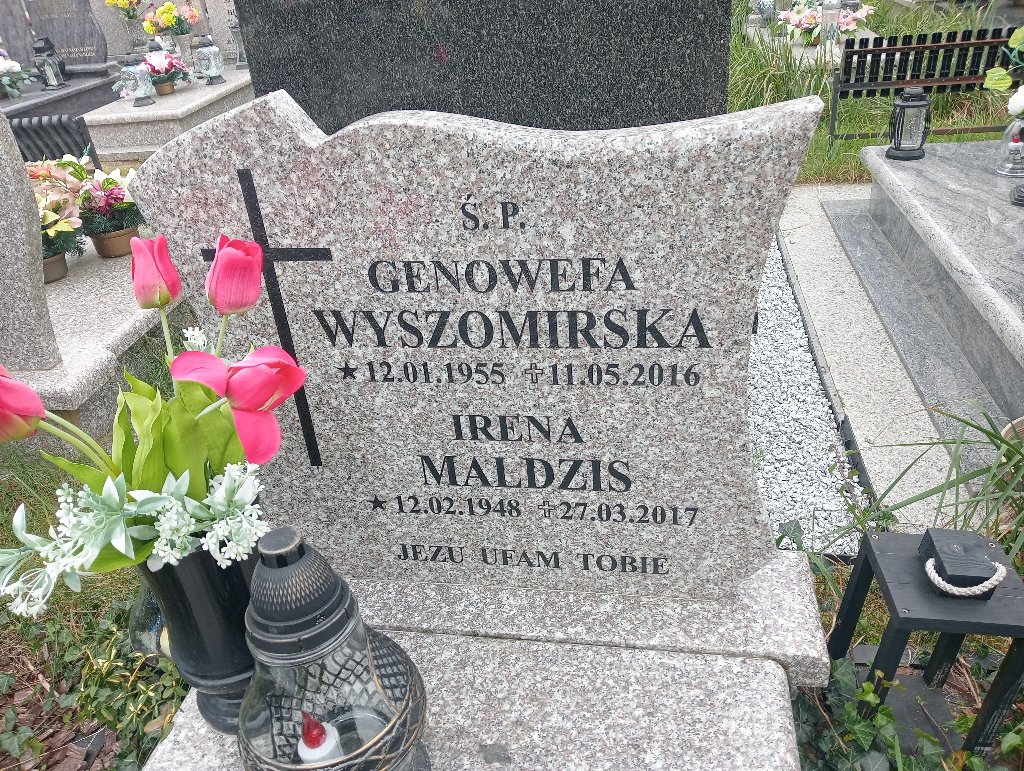 Ś. P.
GENOWEFA
WYSZOMIRSKA
★12.01.1955 ✝11.05.2016
IRENA
MALDZIS
★12.02.1948 ✝27.03.2017
JEZU UFAM TOBIE